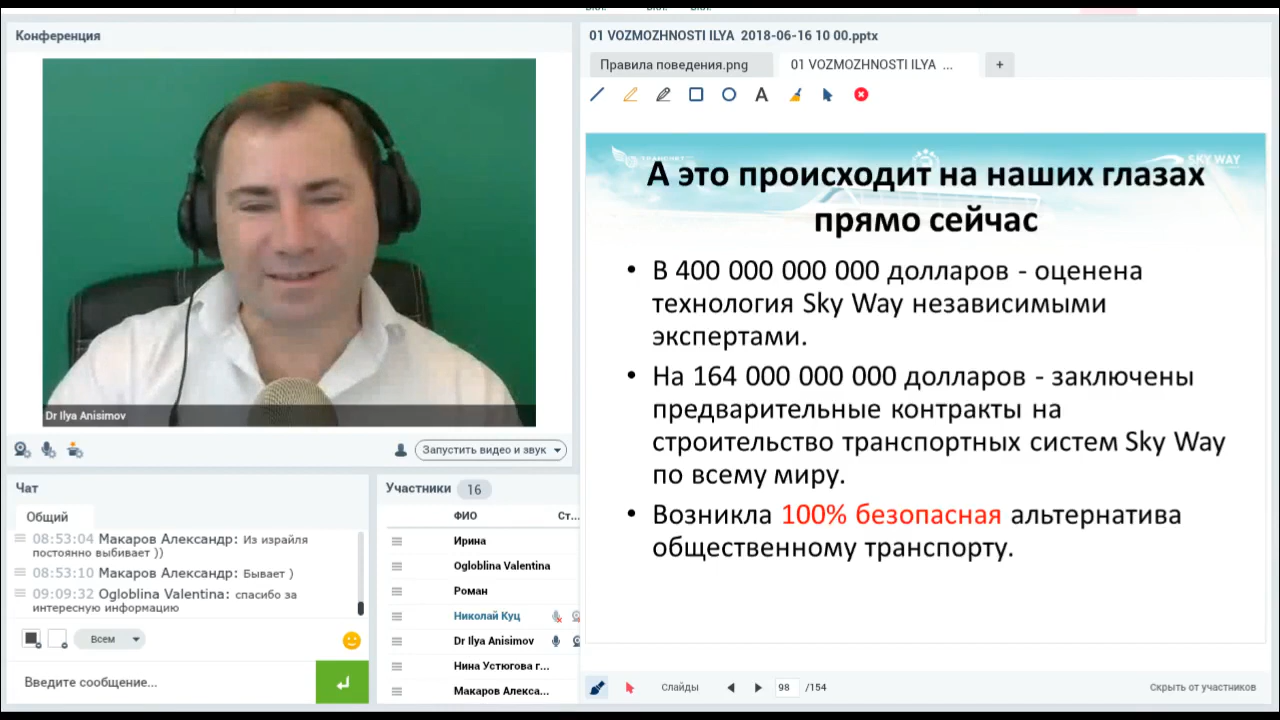 Конференция
Dr Ilya Anisimov
Запустить видео и звук
Чат
Общий
08:53:04 Макаров Александр: Из израйля
постоянно выбивает ))
08:53:10 Макаров Александр: Бывает )
09:09:32 Ogloblina Valentina: спасибо за
интересную информацию
Всем
Введите сообщение...
Участники 16
ФИО Ст...
Ирина
Ogloblina Valentina
Роман
Николай Куц
Dr Ilya Anisimov
Нина Устюгова г...
Макаров Алекса...
01 VOZMOZHNOSTI ILYA 2018-06-16 10 00.pptx
Правила поведения.png 01 VOZMOZHNOSTI ILYA ... +
A
SKY WAY
А это происходит на наших глазах
прямо сейчас
• В 400 000 000 000 долларов - оценена
технология Sky Way независимыми
экспертами.
• На 164 000 000 000 долларов - заключены
предварительные контракты на
строительство транспортных систем Sky Way
по всему миру.
• Возникла 100% безопасная альтернатива
общественному транспорту.
Слайды 98 /154 Скрыть от участников